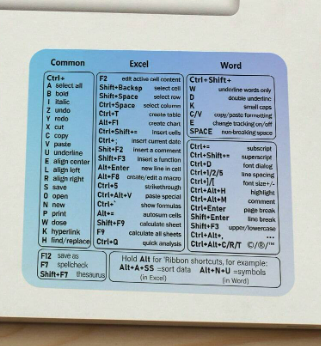 Common
Ctrl+
A select all
B bold
I italic
Z undo
Y redo
X cut
C copy
V paste
U underline
E align center
L align left
R align right
S save
O open
N new
P print
W dow
K hyperlink
H find/replace
F12 save as
F7 spellcheck
Shift+F7 thesaurus
Excel
F2 edit active cell content
Shift+Backsp select cell
Shift+Space select row
Ctrl+Space select column
Ctrl+T create table
Alt+F1 create chart
Ctrl+Shift+= insert cells
Ctrl+; insert current date
Shift+F2 insert a comment
Shift+F3 insert a function
Alt+Enter new line in cell
Alt+F8 create/edit a macro
Ctrl+5 strikethrough
Ctrl+Alt+V paste special
Ctrl+` show formulas
Alt+= autosum cells
Shift+F9 calculate sheet
F9 calculate all sheets
Ctrl+Q quick analysis
Word
Ctrl+Shift+
W underline words only
D double underline
K small caps
C/V copy/paste formatting
E change tracking on/off
SPACE non-breaking space
Ctrl+= subscript
Ctrl+Shift+= superscript
Ctrl+D font dialog
Ctrl+1/2/5 line spacing
Ctrl+]/[ font size+/-
Ctrl+Alt+H highlight
Ctrl+Alt+M comment
Ctrl+Enter page break
Shift+Enter line break
Shift+F3 upper/lowercase
Ctrl+Alt+. ...
Ctrl+Alt+C/R/T ©/®/™
Hold Alt for 'Ribbon shortcuts, for example:
Alt+A+SS =sort data Alt+N+U =symbols
(in Excel) (in Word)